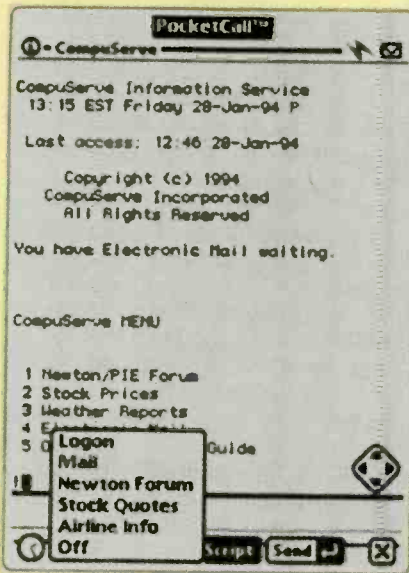 PocketCall™
CompuServe
CompuServe Information Service
13:15 EST Friday 28-Jan-94 P
Last access: 12:46 28-Jan-94
Copyright (c) 1994
CompuServe Incorporated
All Rights Reserved
You have Electronic Mail waiting.
CompuServe MENU
1 Newton/PIE Forum
2 Stock Prices
3 Weather Reports
4
5 Guide
!
Logon
Mail
Newton Forum
Stock Quotes
Airline Info
Off
Script
Send